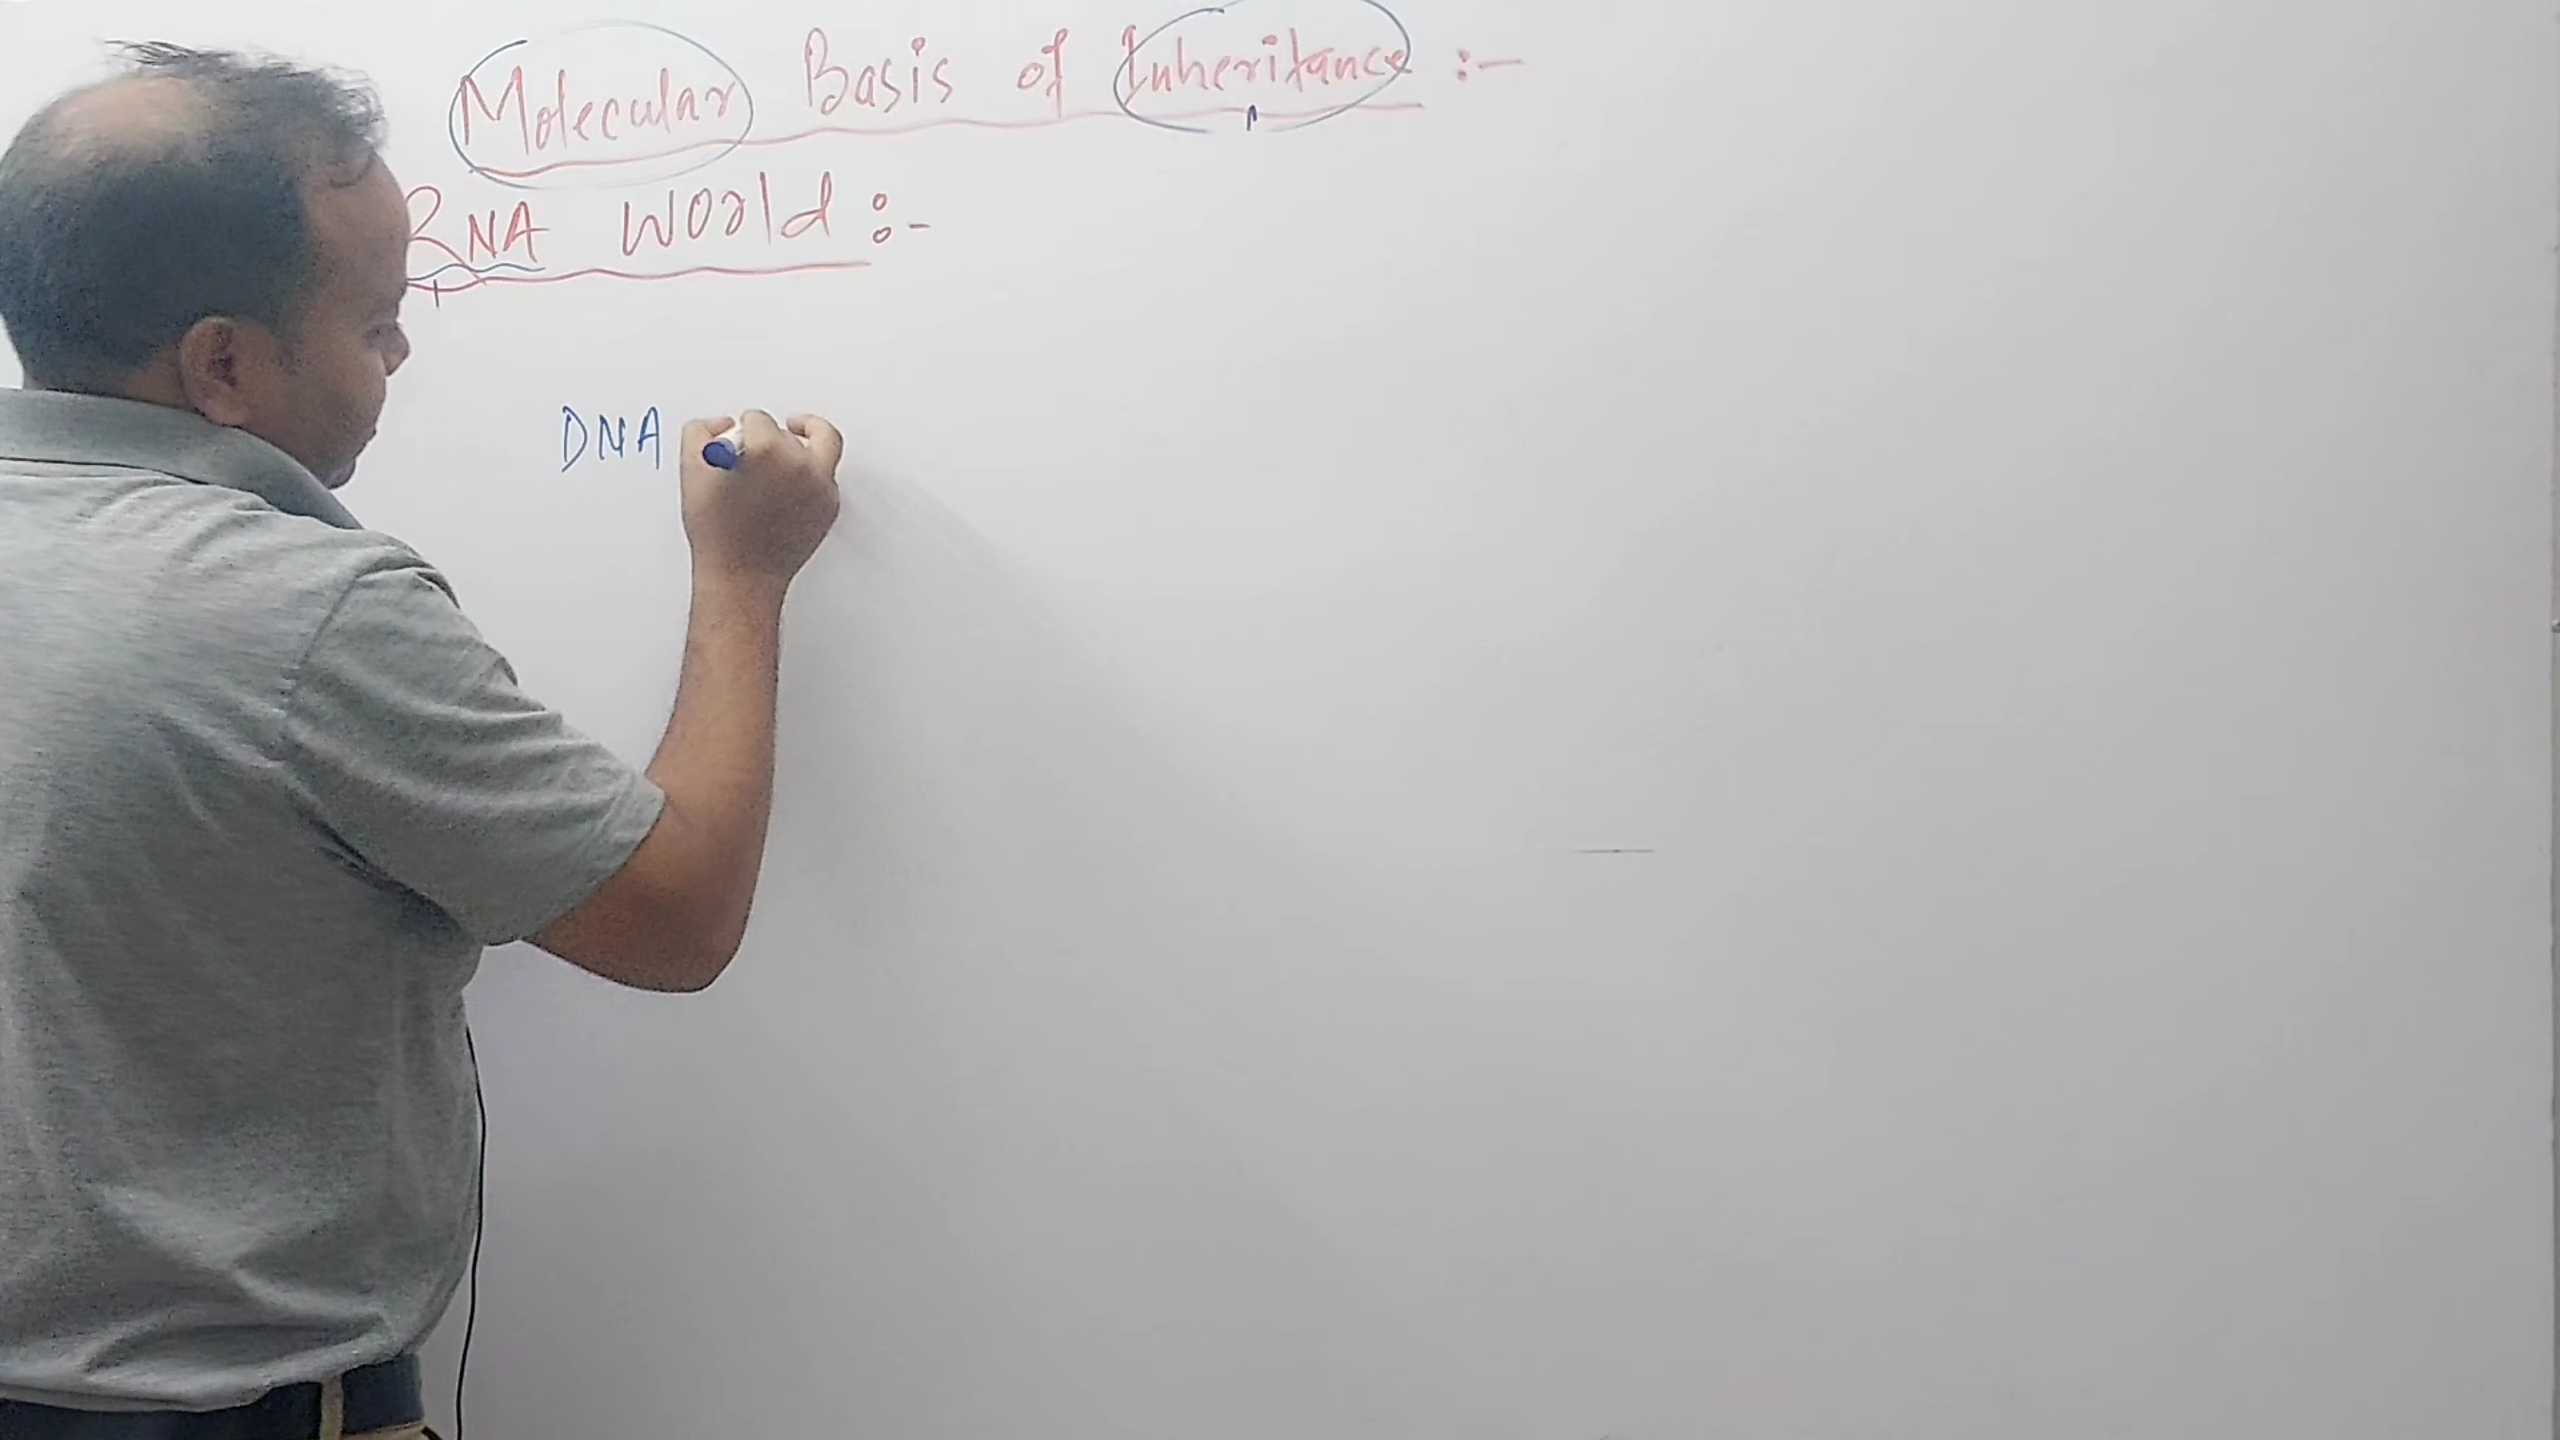 Molecular Basis of Inheritance :-
RNA World :-
DNA